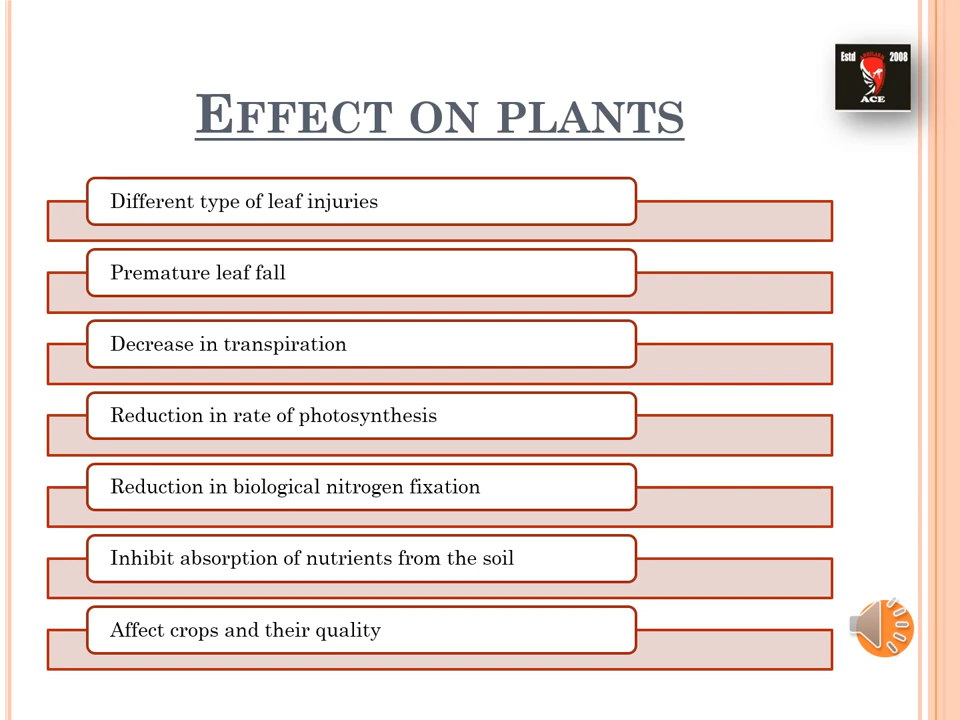 Estd 2008
ACE
EFFECT ON PLANTS
Different type of leaf injuries
Premature leaf fall
Decrease in transpiration
Reduction in rate of photosynthesis
Reduction in biological nitrogen fixation
Inhibit absorption of nutrients from the soil
Affect crops and their quality